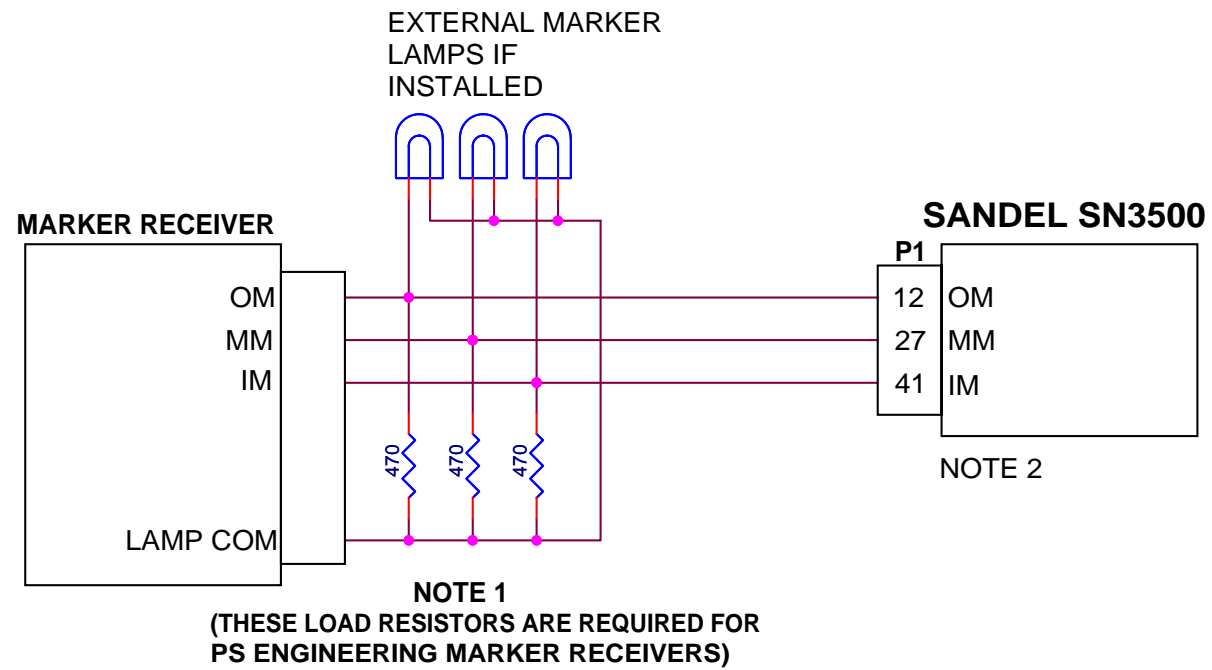 EXTERNAL MARKER
LAMPS IF
INSTALLED
MARKER RECEIVER
OM
MM
IM
LAMP COM
470
470
470
SANDEL SN3500
P1
12 OM
27 MM
41 IM
NOTE 2
NOTE 1
(THESE LOAD RESISTORS ARE REQUIRED FOR
PS ENGINEERING MARKER RECEIVERS)